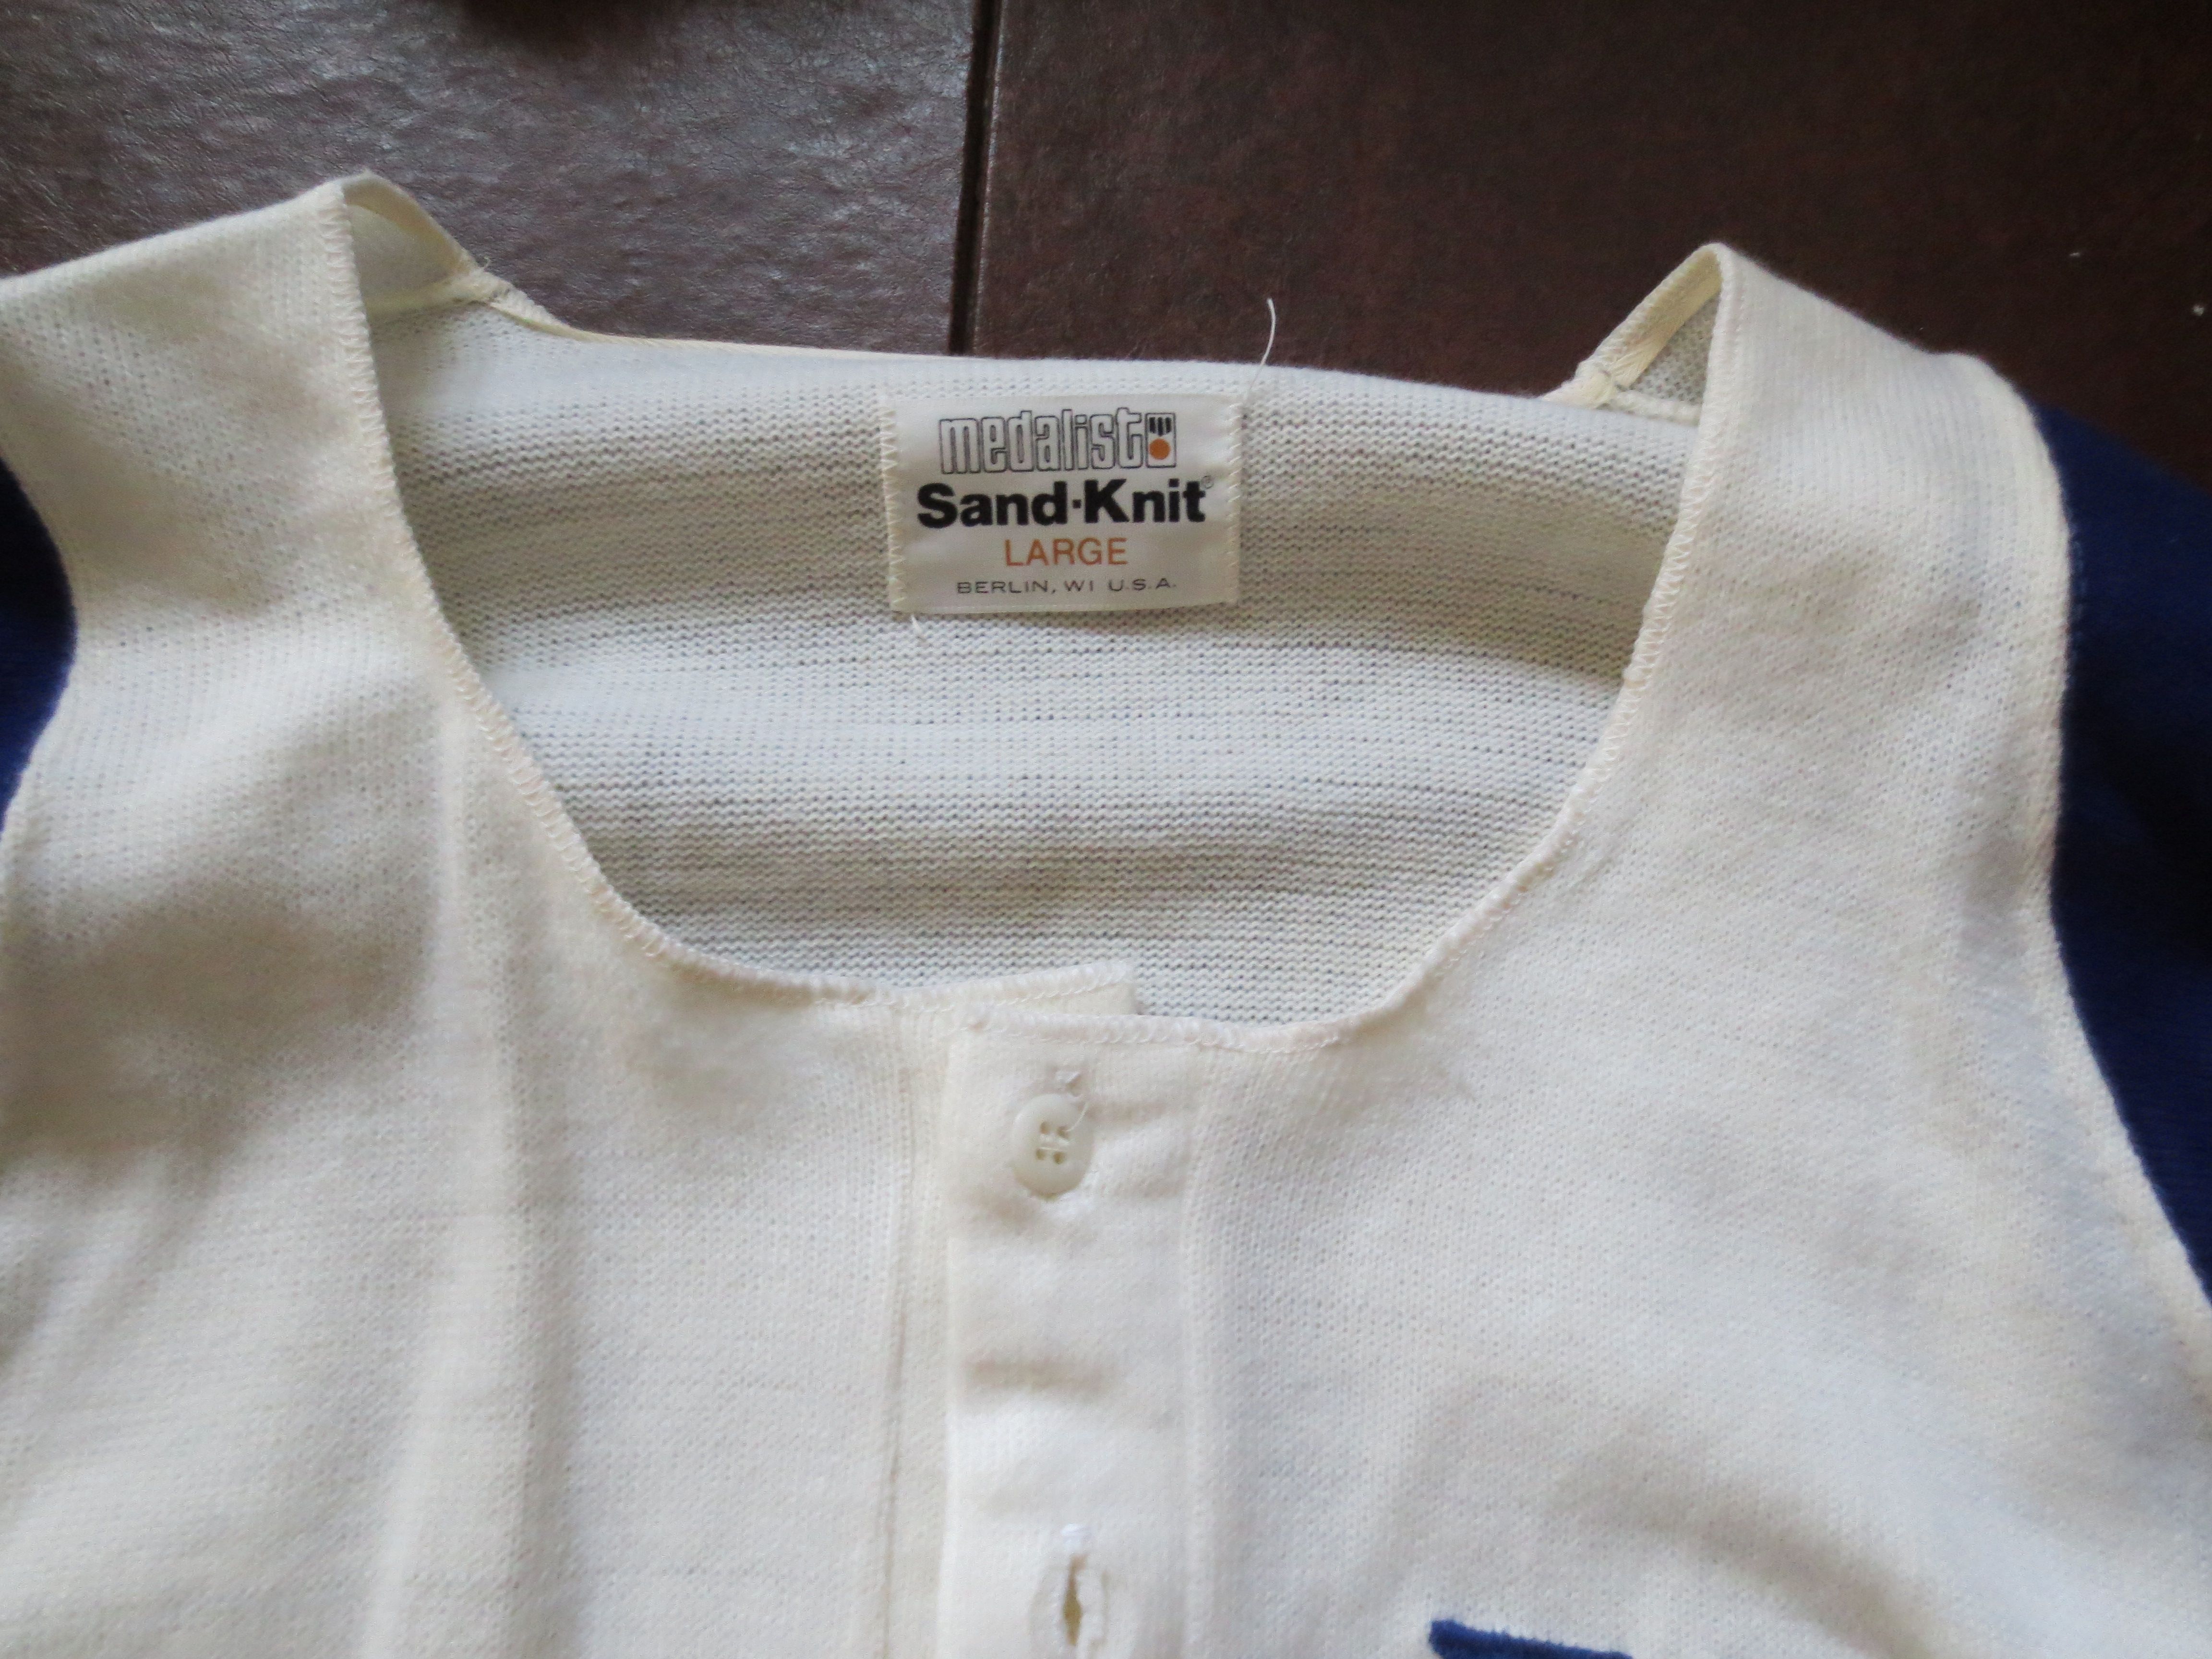 medalist
Sand·Knit®
LARGE
BERLIN, WI U.S.A.